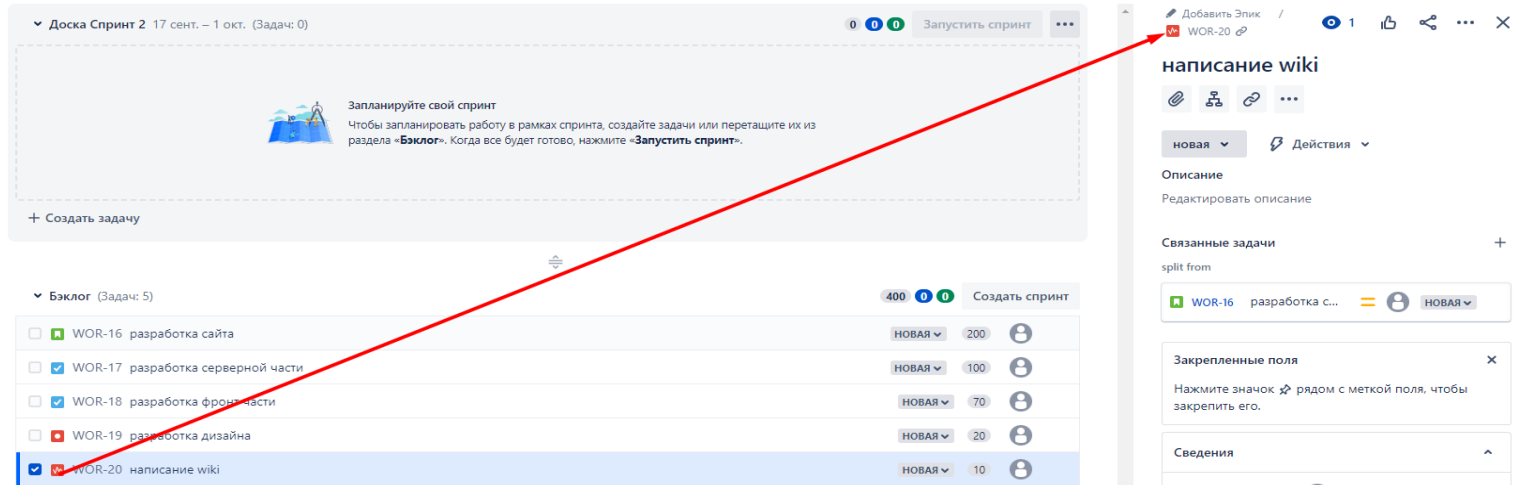 Доска Спринт 2 17 сент. – 1 окт. (Задач: 0) 0 0 0 Запустить спринт
Запланируйте свой спринт
Чтобы запланировать работу в рамках спринта, создайте задачи или перетащите их из
раздела «Бэклог». Когда все будет готово, нажмите «Запустить спринт».
+ Создать задачу
Бэклог (Задач: 5) 400 0 0 Создать спринт
WOR-16 разработка сайта НОВАЯ 200
WOR-17 разработка серверной части НОВАЯ 100
WOR-18 разработка фронт части НОВАЯ 70
WOR-19 разработка дизайна НОВАЯ 20
WOR-20 написание wiki НОВАЯ 10
Добавить Эпик /
WOR-20
1
написание wiki
новая Действия
Описание
Редактировать описание
Связанные задачи
split from
WOR-16 разработка с... НОВАЯ
Закрепленные поля
Нажмите значок рядом с меткой поля, чтобы
закрепить его.
Сведения